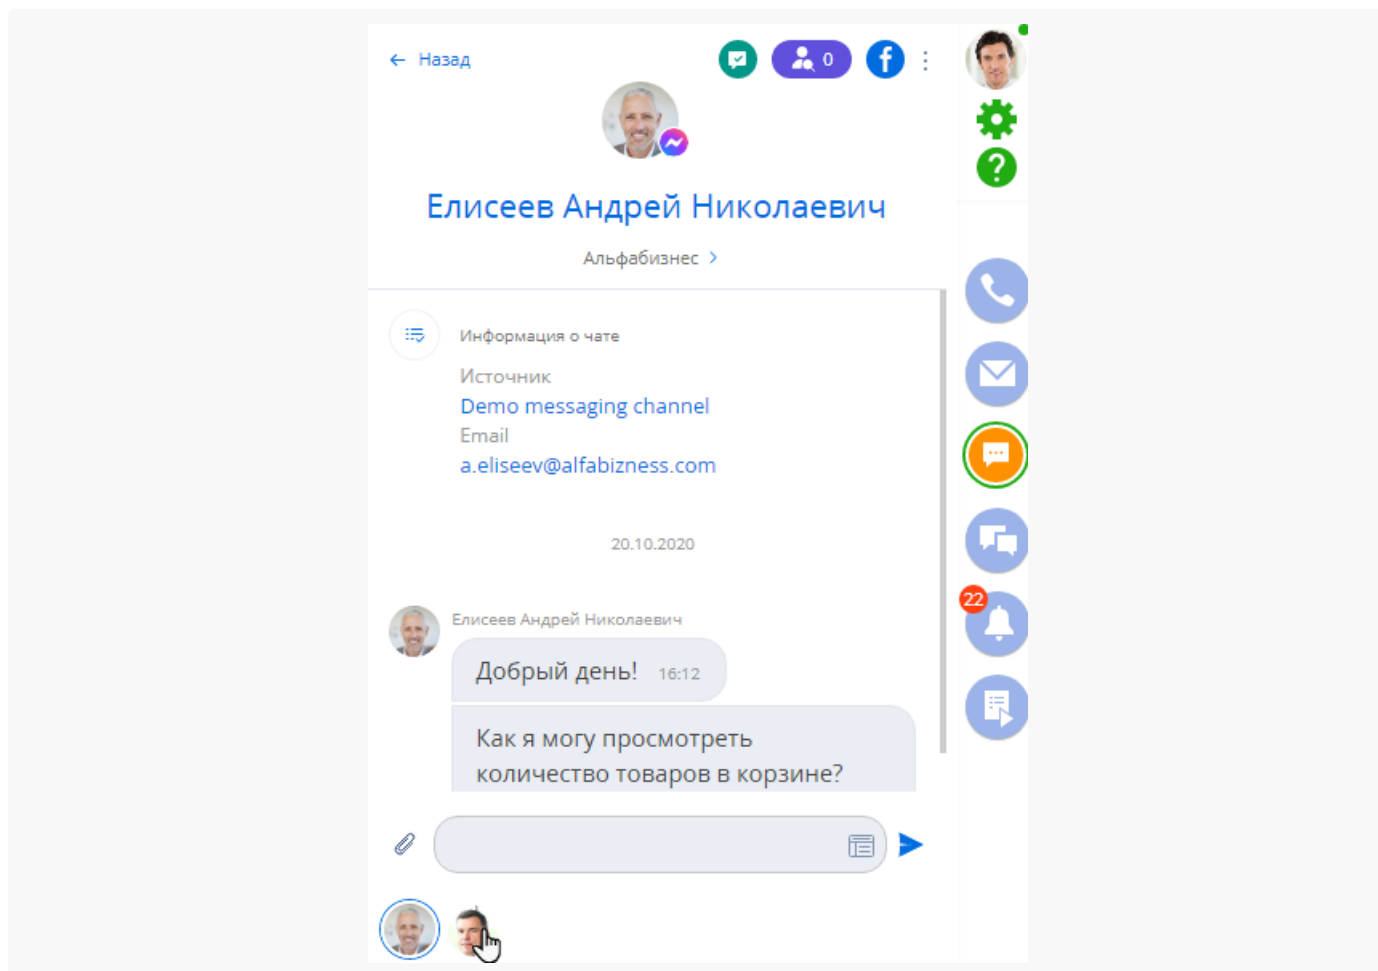 ← Назад
0
Елисеев Андрей Николаевич
Альфабизнес >
Информация о чате
Источник
Demo messaging channel
Email
a.eliseev@alfabizness.com
20.10.2020
Елисеев Андрей Николаевич
Добрый день! 16:12
Как я могу просмотреть
количество товаров в корзине?
22